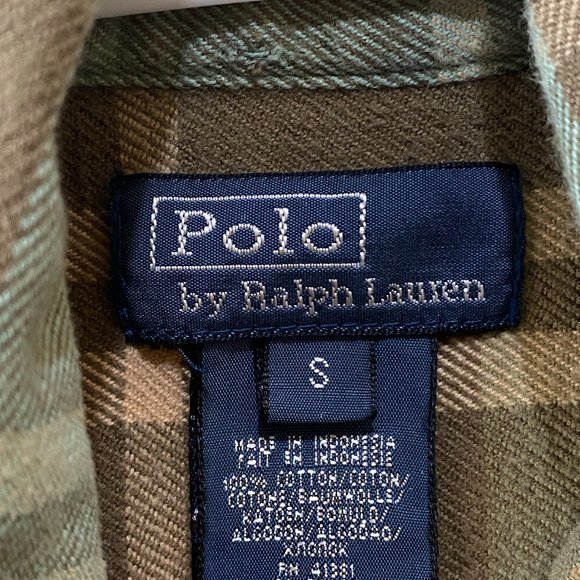 Polo
by Ralph Lauren
S
MADE IN INDONESIA
FAIT EN INDONESIE
100% COTTON/COTON/
COTONE/BAUMWOLLE/
KATOEN/BOMULD/
ALGODON/ALGODÃO/
ХЛОПОК
RN 41381